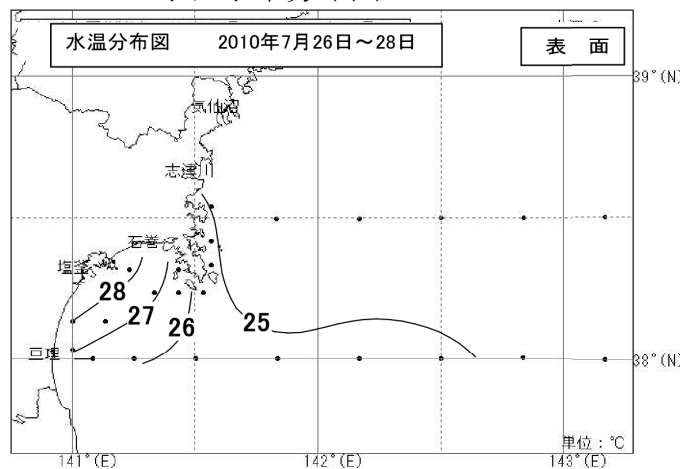 水温分布図 2010年7月26日～28日
表 面
39°(N)
気仙沼
志津川
石巻
塩釜
28
27
26
25
亘理
38°(N)
単位：℃
141°(E)
142°(E)
143°(E)